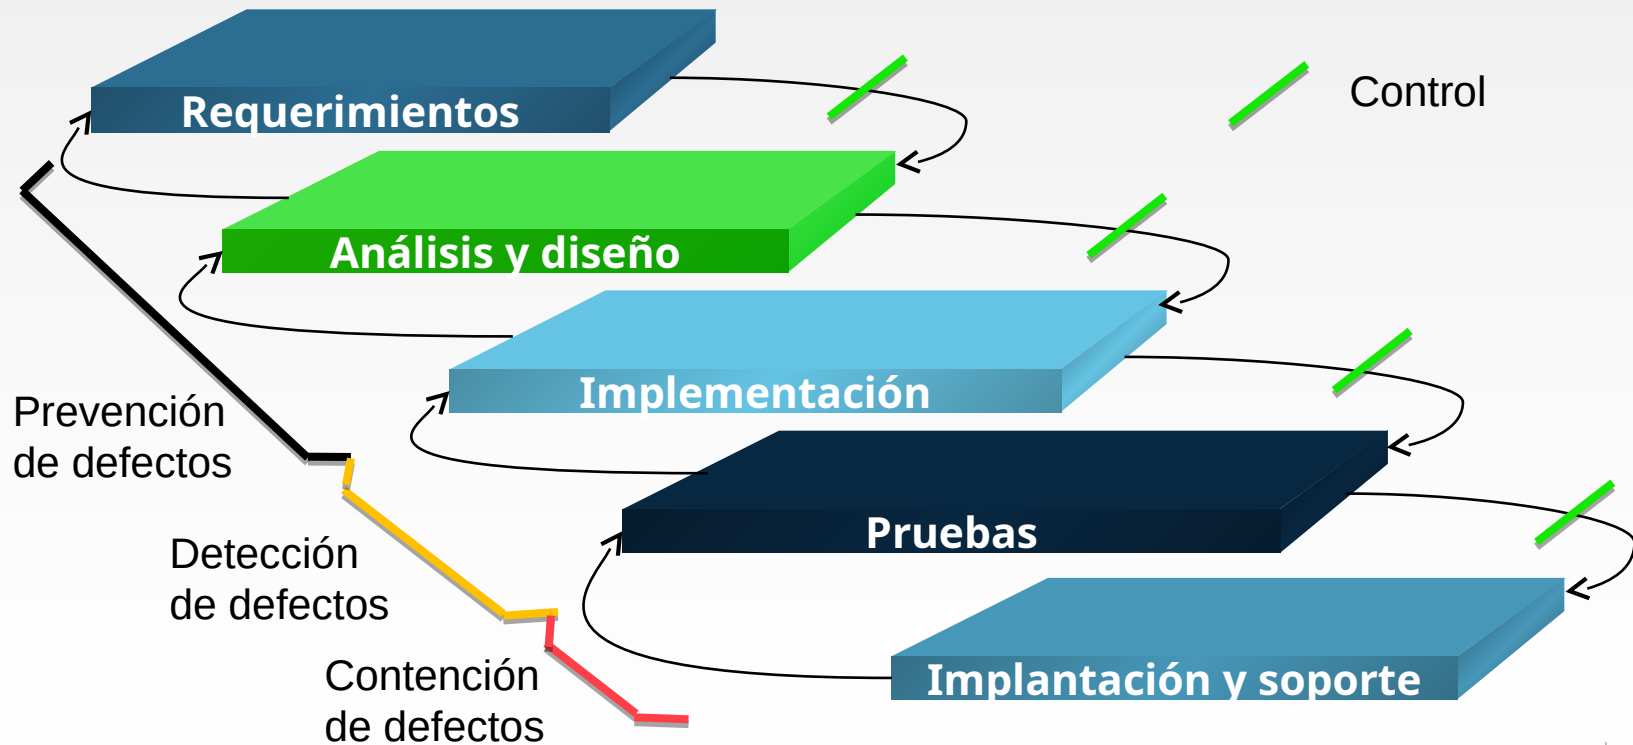 Requerimientos
Control
Análisis y diseño
Implementación
Prevención
de defectos
Pruebas
Detección
de defectos
Implantación y soporte
Contención
de defectos